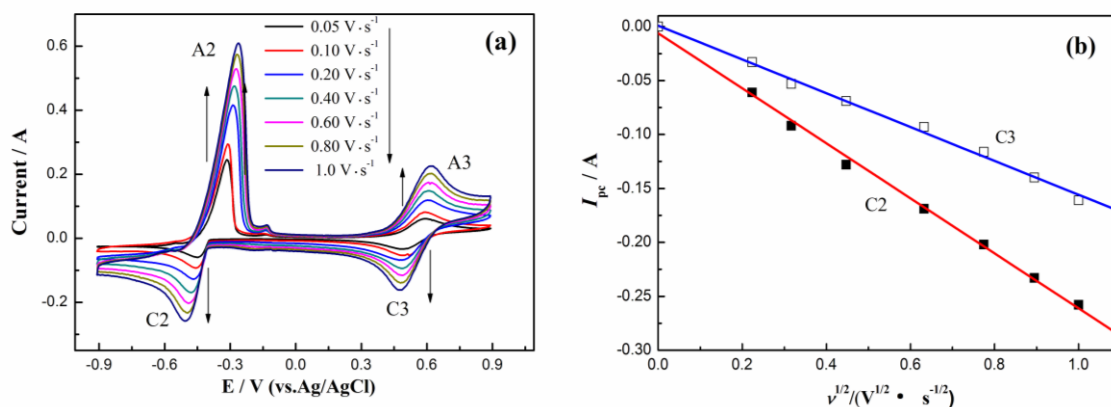 (a)
0.05 V·s⁻¹
0.10 V·s⁻¹
0.20 V·s⁻¹
0.40 V·s⁻¹
0.60 V·s⁻¹
0.80 V·s⁻¹
1.0 V·s⁻¹
A2
A3
C2
C3
0.6
0.4
0.2
0.0
-0.2
Current / A
-0.9
-0.6
-0.3
0.0
0.3
0.6
0.9
E / V (vs.Ag/AgCl)
(b)
C3
C2
0.00
-0.05
-0.10
-0.15
-0.20
-0.25
-0.30
I_pc / A
0.0
0.2
0.4
0.6
0.8
1.0
ν^1/2/(V^1/2 • s^-1/2)